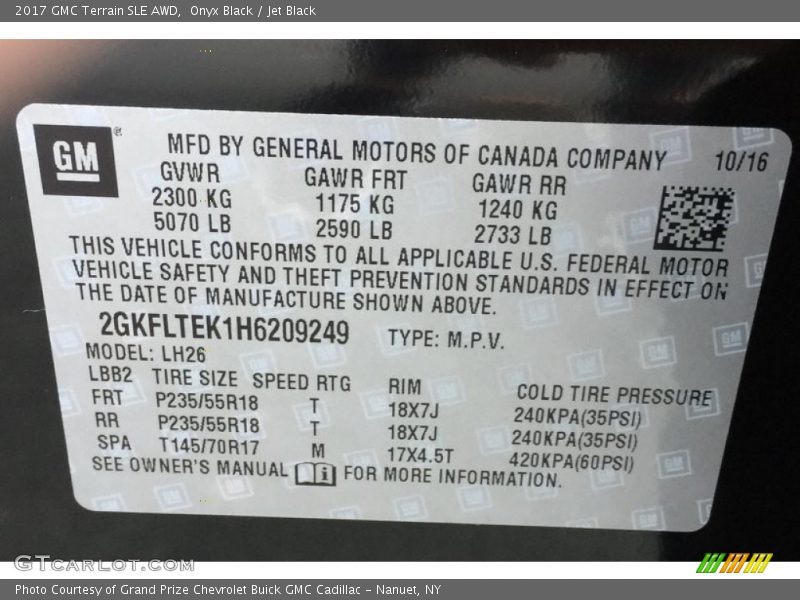 2017 GMC Terrain SLE AWD, Onyx Black / Jet Black
GM ®
MFD BY GENERAL MOTORS OF CANADA COMPANY 10/16
GVWR GAWR FRT GAWR RR
2300 KG 1175 KG 1240 KG
5070 LB 2590 LB 2733 LB
THIS VEHICLE CONFORMS TO ALL APPLICABLE U.S. FEDERAL MOTOR
VEHICLE SAFETY AND THEFT PREVENTION STANDARDS IN EFFECT ON
THE DATE OF MANUFACTURE SHOWN ABOVE.
2GKFLTEK1H6209249 TYPE: M.P.V.
MODEL: LH26
LBB2 TIRE SIZE SPEED RTG RIM COLD TIRE PRESSURE
FRT P235/55R18 T 18X7J 240KPA(35PSI)
RR P235/55R18 T 18X7J 240KPA(35PSI)
SPA T145/70R17 M 17X4.5T 420KPA(60PSI)
SEE OWNER'S MANUAL i FOR MORE INFORMATION.
GTcarlot.com
Photo Courtesy of Grand Prize Chevrolet Buick GMC Cadillac - Nanuet, NY